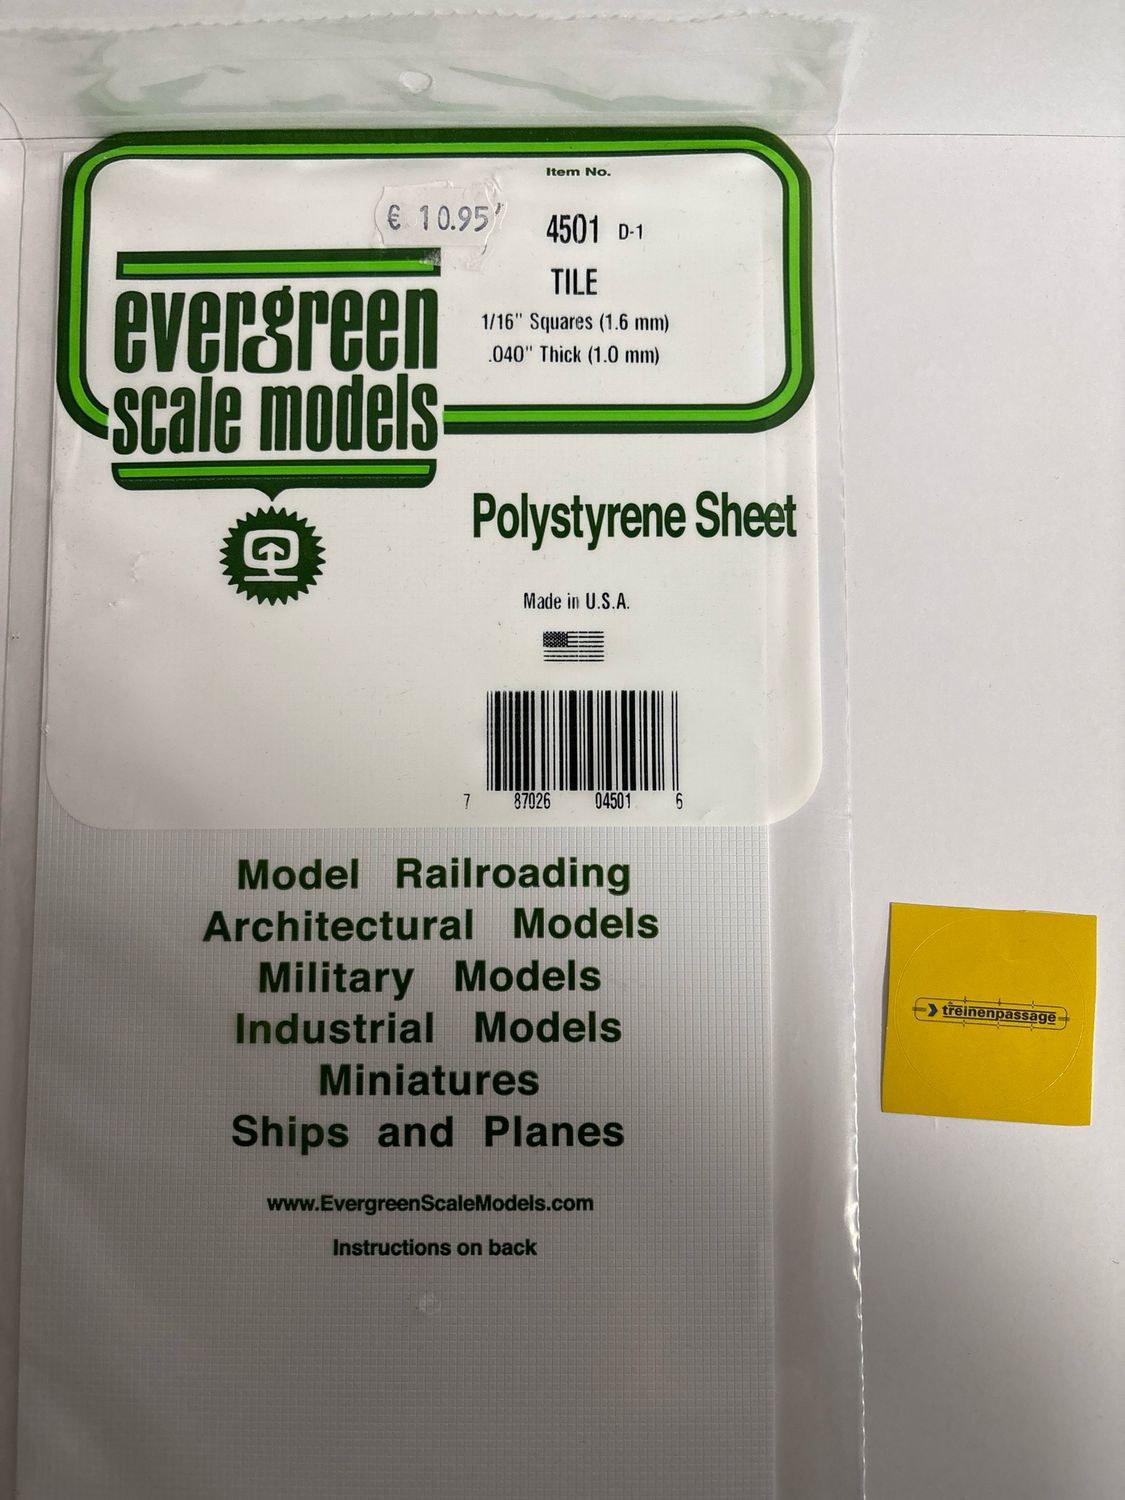 Item No.
€ 10.95
4501 D-1
TILE
1/16" Squares (1.6 mm)
.040" Thick (1.0 mm)
evergreen
scale models
Polystyrene Sheet
Made in U.S.A.
7 87026 04501 6
Model Railroading
Architectural Models
Military Models
Industrial Models
Miniatures
Ships and Planes
www.EvergreenScaleModels.com
Instructions on back
de
treinenpassage